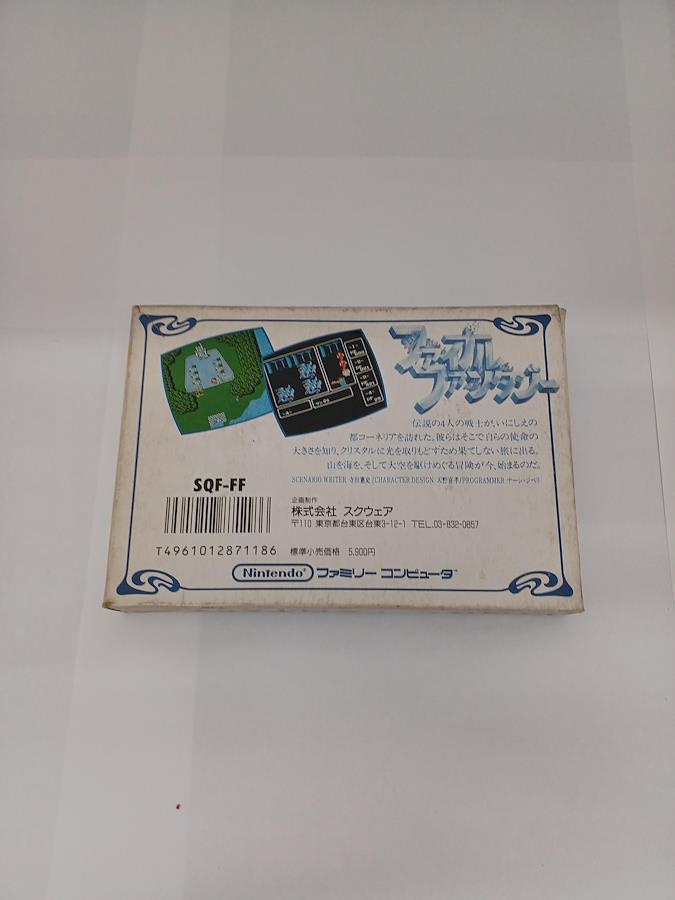 ファイナル
ファンタジー
伝説の4人の戦士が、いにしえの
都コーネリアを訪れた。彼らはそこで自らの使命の
大きさを知り、クリスタルに光を取りもどすため果てしない旅に出る。
山を海を、そして大空を駆けめぐる冒険が今、始まるのだ。
SCENARIO WRITER 寺田憲史/CHARACTER DESIGN 天野喜孝/PROGRAMMER ナーシャ・ジベリ
SQF-FF
企画制作
株式会社 スクウェア
〒110 東京都台東区台東3-12-1 TEL.03-832-0857
T4961012871186 標準小売価格 5,900円
Nintendo® ファミリー コンピュータ™